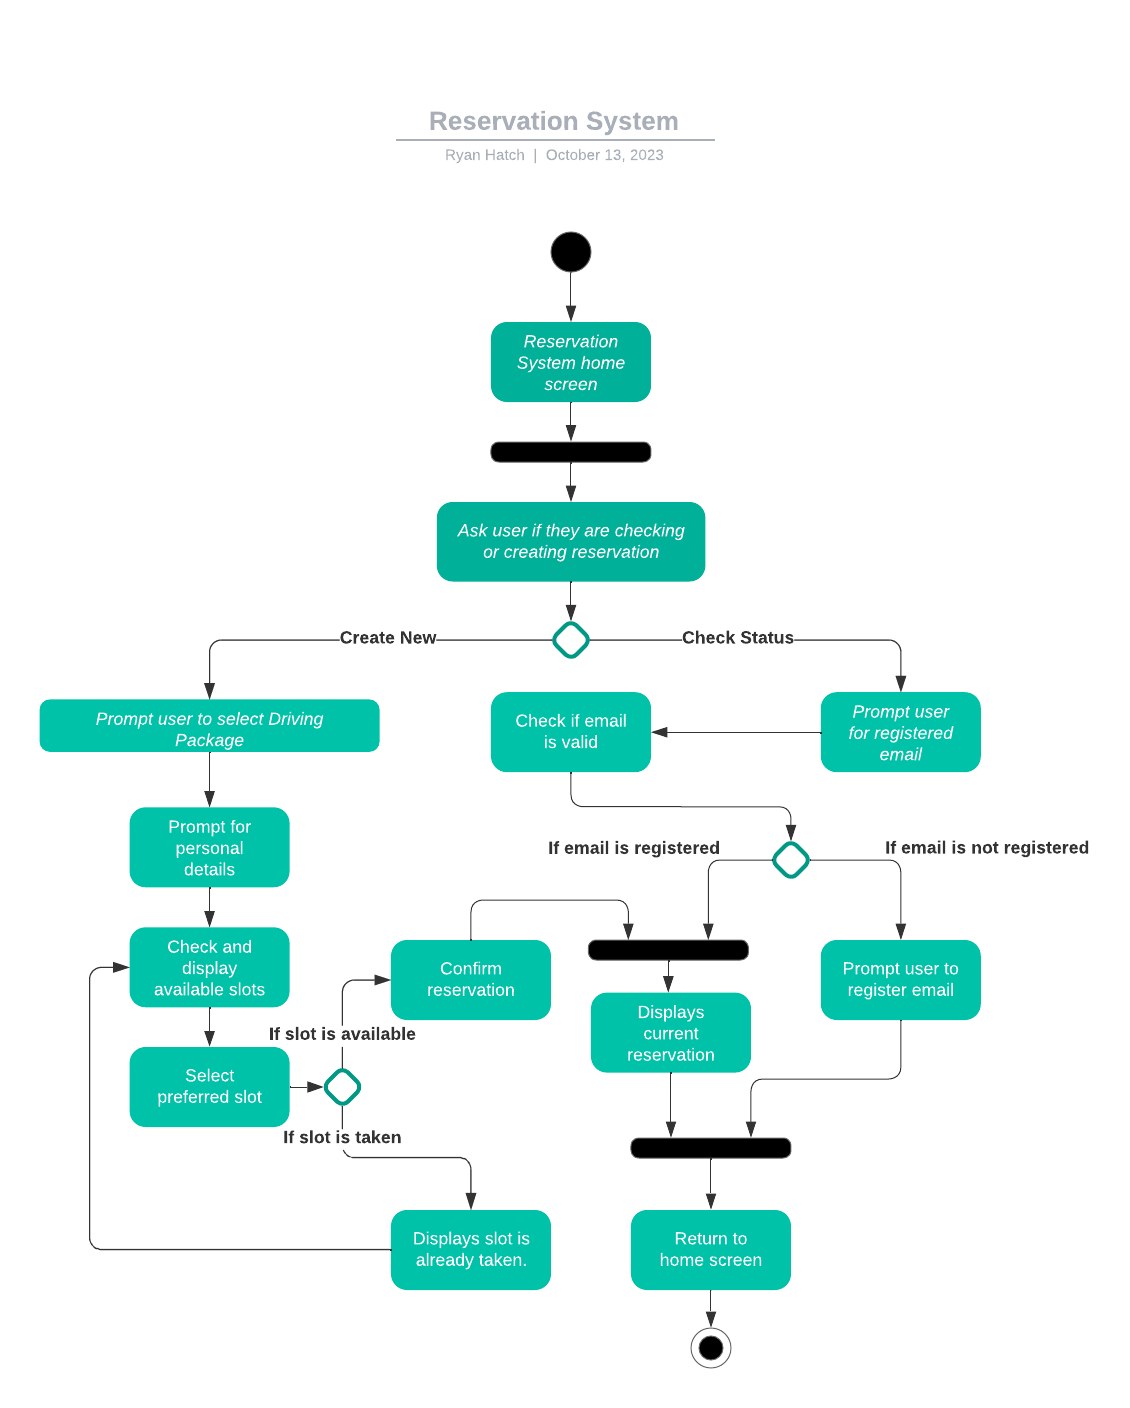 Reservation System
Ryan Hatch | October 13, 2023
Reservation
System home
screen
Ask user if they are checking
or creating reservation
Create New
Check Status
Prompt user to select Driving
Package
Check if email
is valid
Prompt user
for registered
email
Prompt for
personal
details
If email is registered
If email is not registered
Check and
display
available slots
Confirm
reservation
Prompt user to
register email
Displays
current
reservation
If slot is available
Select
preferred slot
If slot is taken
Displays slot is
already taken.
Return to
home screen